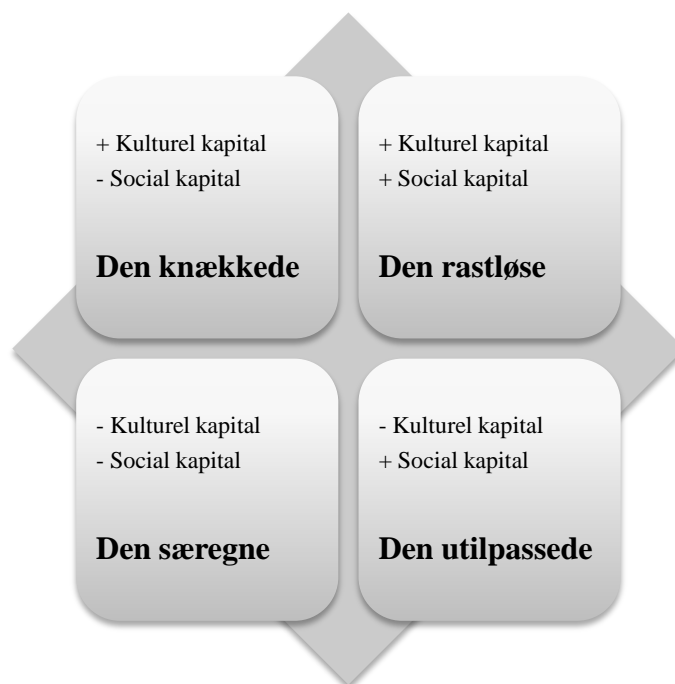 + Kulturel kapital
- Social kapital
Den knækkede
+ Kulturel kapital
+ Social kapital
Den rastløse
- Kulturel kapital
- Social kapital
Den særegne
- Kulturel kapital
+ Social kapital
Den utilpassede